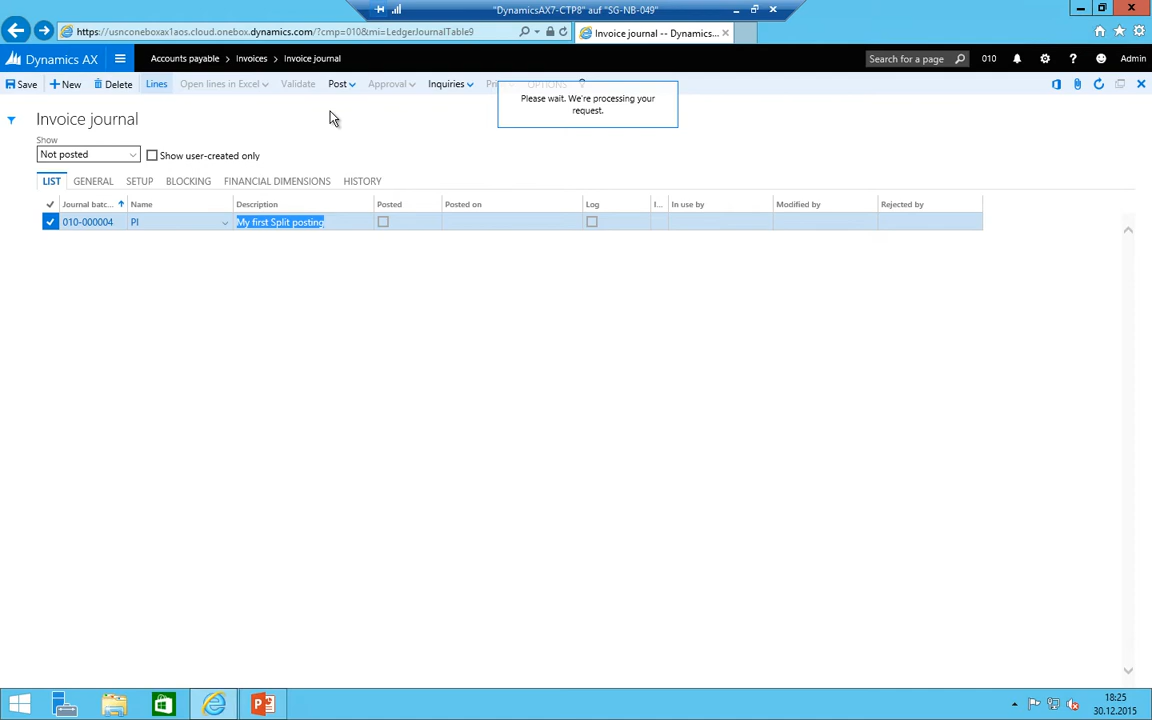 "DynamicsAX7-CTP8" auf "SG-NB-049"
https://usnconeboxax1aos.cloud.onebox.dynamics.com/?cmp=010&mi=LedgerJournalTable9
Invoice journal -- Dynamics...
Dynamics AX
Accounts payable > Invoices > Invoice journal
Search for a page
010
?
Admin
Save
New
Delete
Lines
Open lines in Excel
Validate
Post
Approval
Inquiries
OPTIONS
Please wait. We're processing your
request.
Invoice journal
Show
Not posted
Show user-created only
LIST
GENERAL
SETUP
BLOCKING
FINANCIAL DIMENSIONS
HISTORY
Journal batc...
Name
Description
Posted
Posted on
Log
I...
In use by
Modified by
Rejected by
010-000004
PI
My first Split posting
18:25
30.12.2015